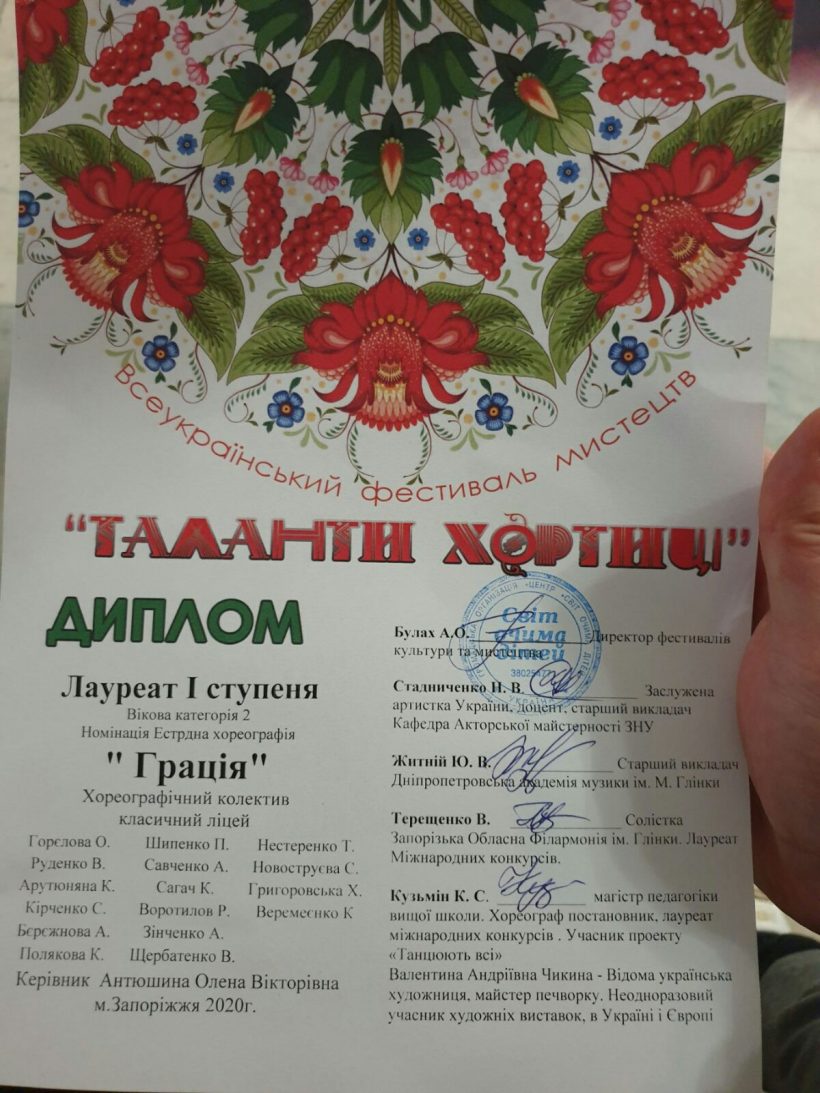 Всеукраїнський фестиваль мистецтв
"ТАЛАНТИ ХОРТИЦІ"
ДИПЛОМ
Лауреат І ступеня
Вікова категорія 2
Номінація Естрдна хореографія
" Грація"
Хореографічний колектив
класичний ліцей
Горєлова О. Шипенко П. Нестеренко Т.
Руденко В. Савченко А. Новоструєва С.
Арутюняна К. Сагач К. Григоровська Х.
Кірченко С. Воротилов Р. Веремеєнко К
Бєрєжнова А. Зінченко А.
Полякова К. Щербатенко В.
Керівник Антюшина Олена Вікторівна
м.Запоріжжя 2020г.
Світ
очима
дітей
УКРАЇНА
Булах А.О. Директор фестивалів
культури та мистецтва
Стадниченко Н. В. Заслужена
артистка України, доцент, старший викладач
Кафедра Акторської майстерності ЗНУ
Житній Ю. В. Старший викладач
Дніпропетровська академія музики ім. М. Глінки
Терещенко В. Солістка
Запорізька Обласна Філармонія ім. Глінки. Лауреат
Міжнародних конкурсів.
Кузьмін К. С. магістр педагогіки
вищої школи. Хореограф постановник, лауреат
міжнародних конкурсів . Учасник проекту
«Танцюють всі»
Валентина Андріївна Чикина - Відома українська
художниця, майстер печворку. Неодноразовий
учасник художніх виставок, в Україні і Європі